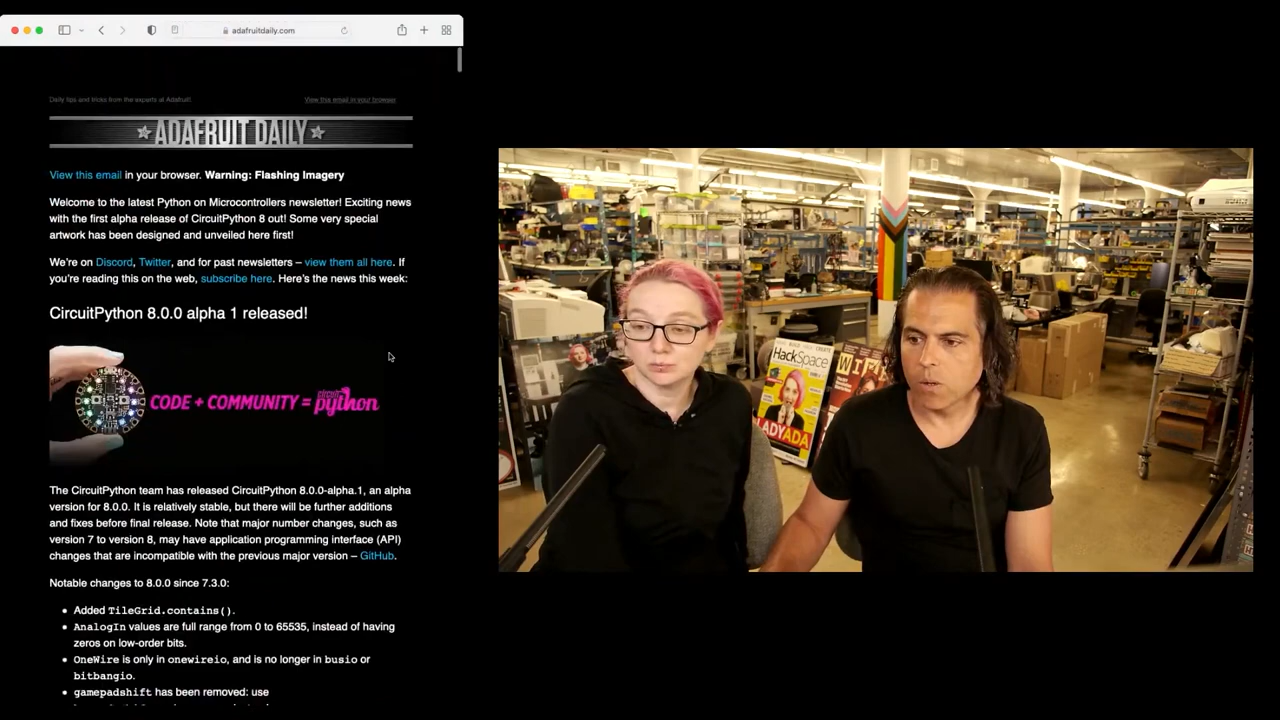 adafruitdaily.com
Daily tips and tricks from the experts at Adafruit!
View this email in your browser
ADAFRUIT DAILY
View this email in your browser. Warning: Flashing Imagery
Welcome to the latest Python on Microcontrollers newsletter! Exciting news
with the first alpha release of CircuitPython 8 out! Some very special
artwork has been designed and unveiled here first!
We're on Discord, Twitter, and for past newsletters – view them all here. If
you're reading this on the web, subscribe here. Here's the news this week:
CircuitPython 8.0.0 alpha 1 released!
CODE + COMMUNITY = circuit python
The CircuitPython team has released CircuitPython 8.0.0-alpha.1, an alpha
version for 8.0.0. It is relatively stable, but there will be further additions
and fixes before final release. Note that major number changes, such as
version 7 to version 8, may have application programming interface (API)
changes that are incompatible with the previous major version – GitHub.
Notable changes to 8.0.0 since 7.3.0:
• Added TileGrid.contains().
• AnalogIn values are full range from 0 to 65535, instead of having
zeros on low-order bits.
• OneWire is only in onewireio, and is no longer in busio or
bitbangio.
• gamepadshift has been removed: use
HackSpace
LADYADA
WIRE